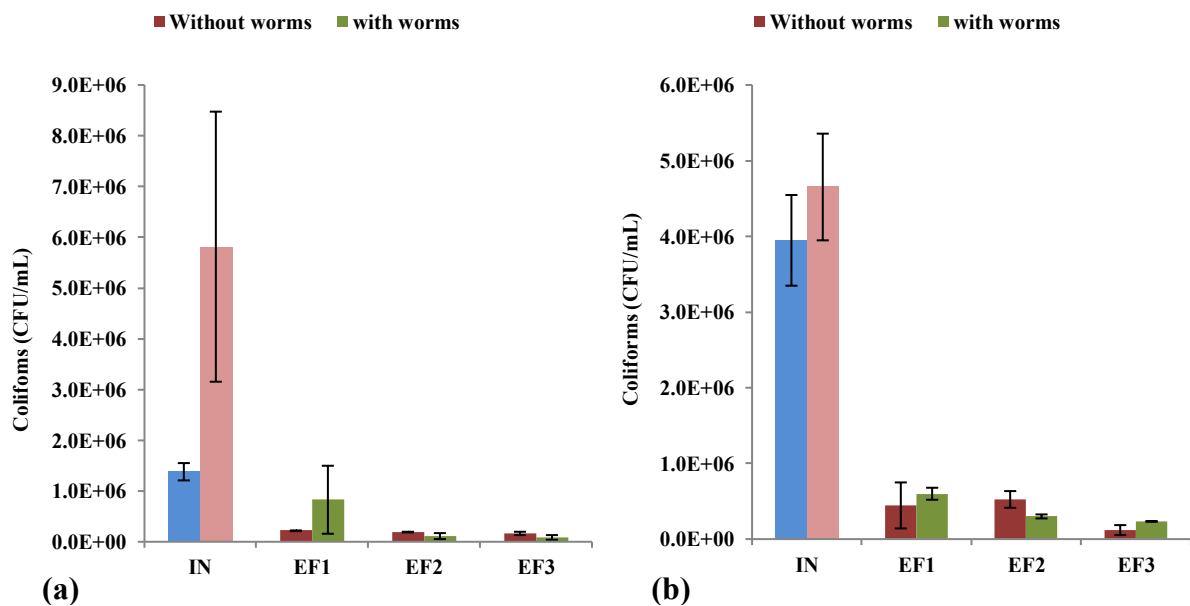 Without worms with worms
Colifoms (CFU/mL)
9.0E+06
8.0E+06
7.0E+06
6.0E+06
5.0E+06
4.0E+06
3.0E+06
2.0E+06
1.0E+06
0.0E+00
IN EF1 EF2 EF3
(a)
Without worms with worms
Coliforms (CFU/mL)
6.0E+06
5.0E+06
4.0E+06
3.0E+06
2.0E+06
1.0E+06
0.0E+00
IN EF1 EF2 EF3
(b)